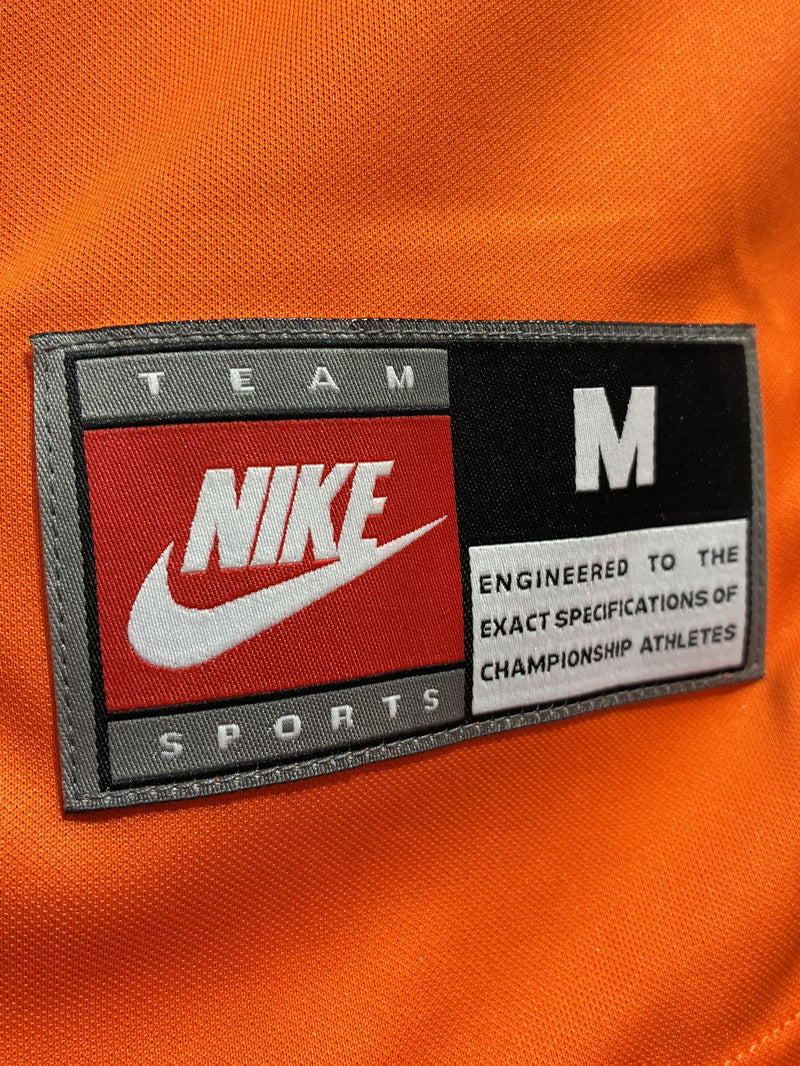 TEAM
NIKE
SPORTS
M
ENGINEERED TO THE
EXACT SPECIFICATIONS OF
CHAMPIONSHIP ATHLETES